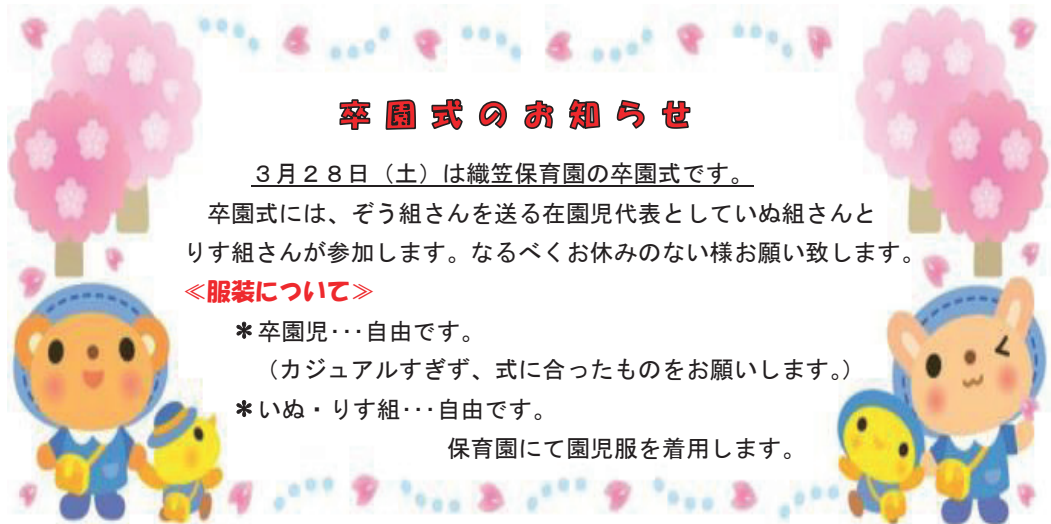 卒園式のお知らせ
３月２８日（土）は織笠保育園の卒園式です。
卒園式には、ぞう組さんを送る在園児代表としていぬ組さんと
りす組さんが参加します。なるべくお休みのない様お願い致します。
≪服装について≫
＊卒園児･･･自由です。
（カジュアルすぎず、式に合ったものをお願いします。）
＊いぬ・りす組･･･自由です。
保育園にて園児服を着用します。